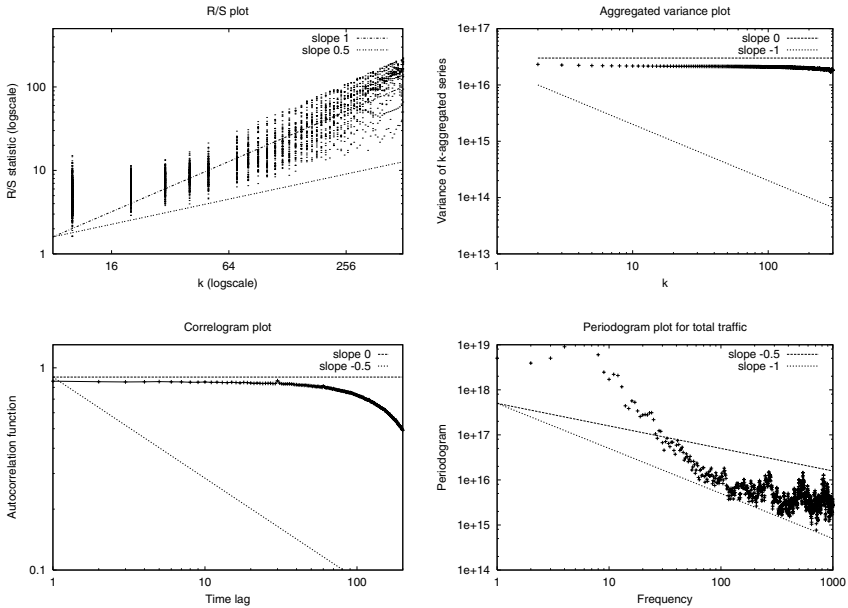 R/S plot
slope 1
slope 0.5
100
10
1
R/S statistic (logscale)
16
64
256
k (logscale)
Aggregated variance plot
slope 0
slope -1
1e+17
1e+16
1e+15
1e+14
1e+13
Variance of k-aggregated series
1
10
100
k
Correlogram plot
slope 0
slope -0.5
1
0.1
Autocorrelation function
1
10
100
Time lag
Periodogram plot for total traffic
slope -0.5
slope -1
1e+19
1e+18
1e+17
1e+16
1e+15
1e+14
Periodogram
1
10
100
1000
Frequency